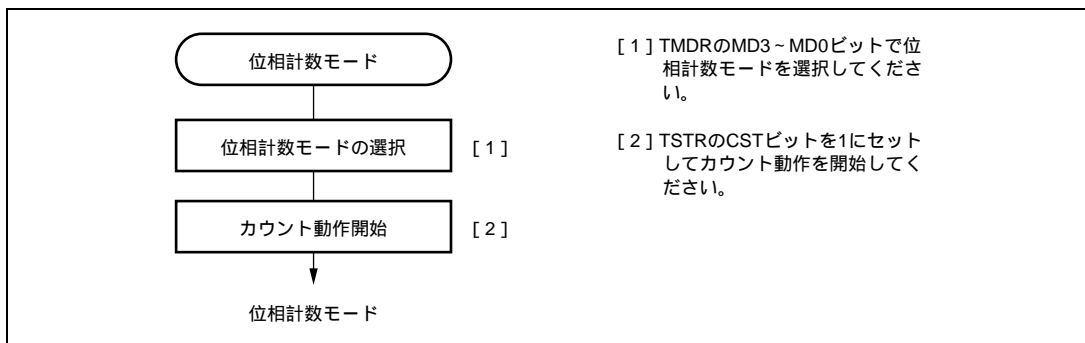 位相計数モード
位相計数モードの選択 [1]
カウント動作開始 [2]
位相計数モード
[1]TMDRのMD3~MD0ビットで位
相計数モードを選択してくださ
い。
[2]TSTRのCSTビットを1にセット
してカウント動作を開始してく
ださい。